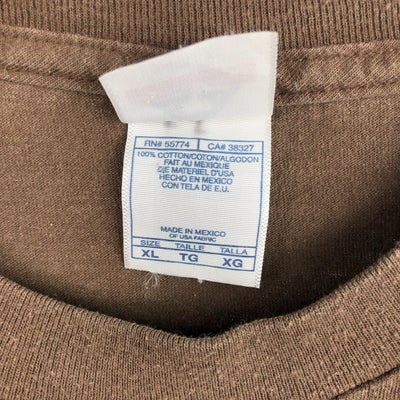 RN# 55774 CA# 38327
100% COTTON/COTON/ALGODON
FAIT AU MEXIQUE
DE MATERIEL D'USA
HECHO EN MEXICO
CON TELA DE E.U.
MADE IN MEXICO
OF USA FABRIC
SIZE TAILLE TALLA
XL TG XG